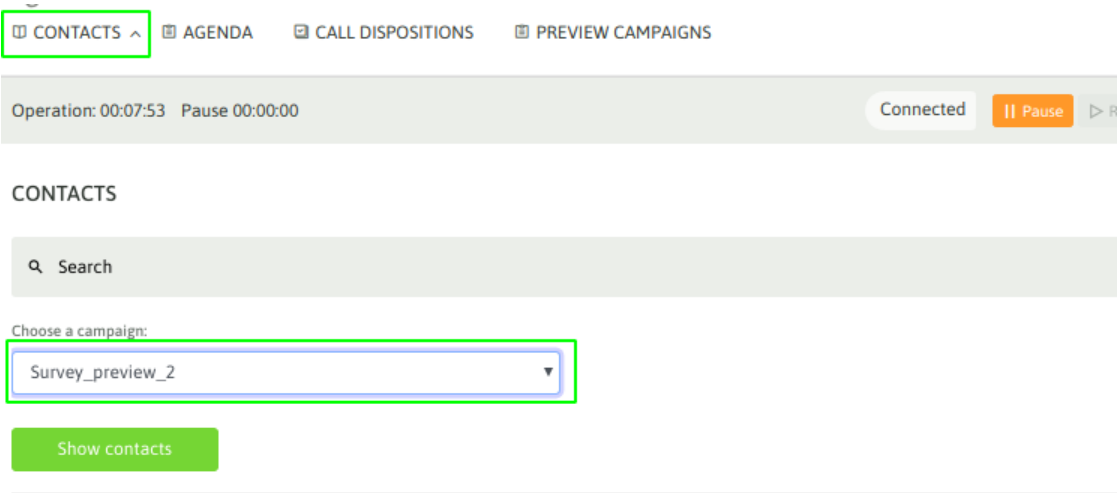 CONTACTS AGENDA CALL DISPOSITIONS PREVIEW CAMPAIGNS
Operation: 00:07:53 Pause 00:00:00 Connected Pause
CONTACTS
Search
Choose a campaign:
Survey_preview_2
Show contacts